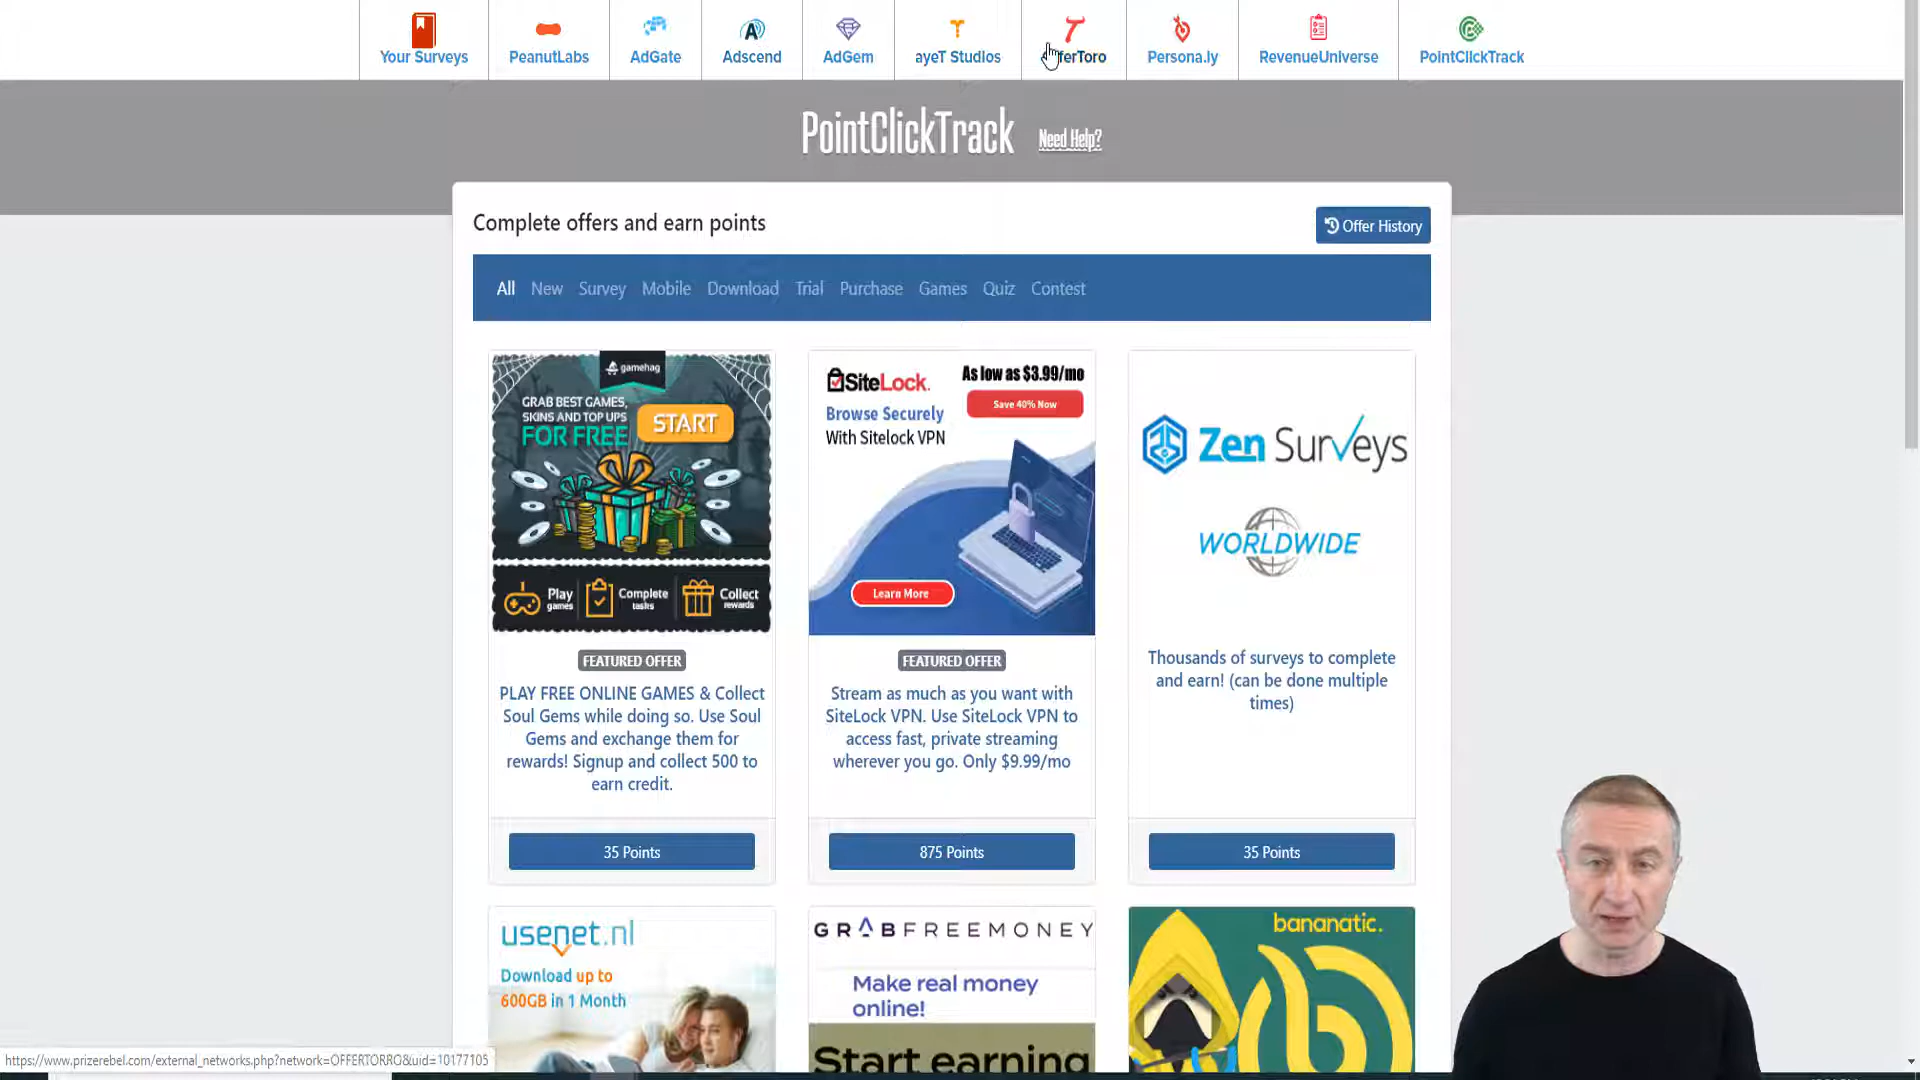 Your Surveys
PeanutLabs
AdGate
Adscend
AdGem
ayeT Studios
ferToro
Persona.ly
RevenueUniverse
PointClickTrack
PointClickTrack Need Help?
Complete offers and earn points
Offer History
All New Survey Mobile Download Trial Purchase Games Quiz Contest
gamehag
GRAB BEST GAMES,
SKINS AND TOP UPS
FOR FREE
START
Play
games
Complete
tasks
Collect
rewards
FEATURED OFFER
PLAY FREE ONLINE GAMES & Collect
Soul Gems while doing so. Use Soul
Gems and exchange them for
rewards! Signup and collect 500 to
earn credit.
35 Points
SiteLock.
As low as $3.99/mo
Save 40% Now
Browse Securely
With Sitelock VPN
Learn More
FEATURED OFFER
Stream as much as you want with
SiteLock VPN. Use SiteLock VPN to
access fast, private streaming
wherever you go. Only $9.99/mo
875 Points
Zen Surveys
WORLDWIDE
Thousands of surveys to complete
and earn! (can be done multiple
times)
35 Points
usenet.nl
Download up to
600GB in 1 Month
GRABFREEMONEY
Make real money
online!
Start earning
bananatic.
https://www.prizerebel.com/external_networks.php?network=OFFERTORRO&uid=10177105